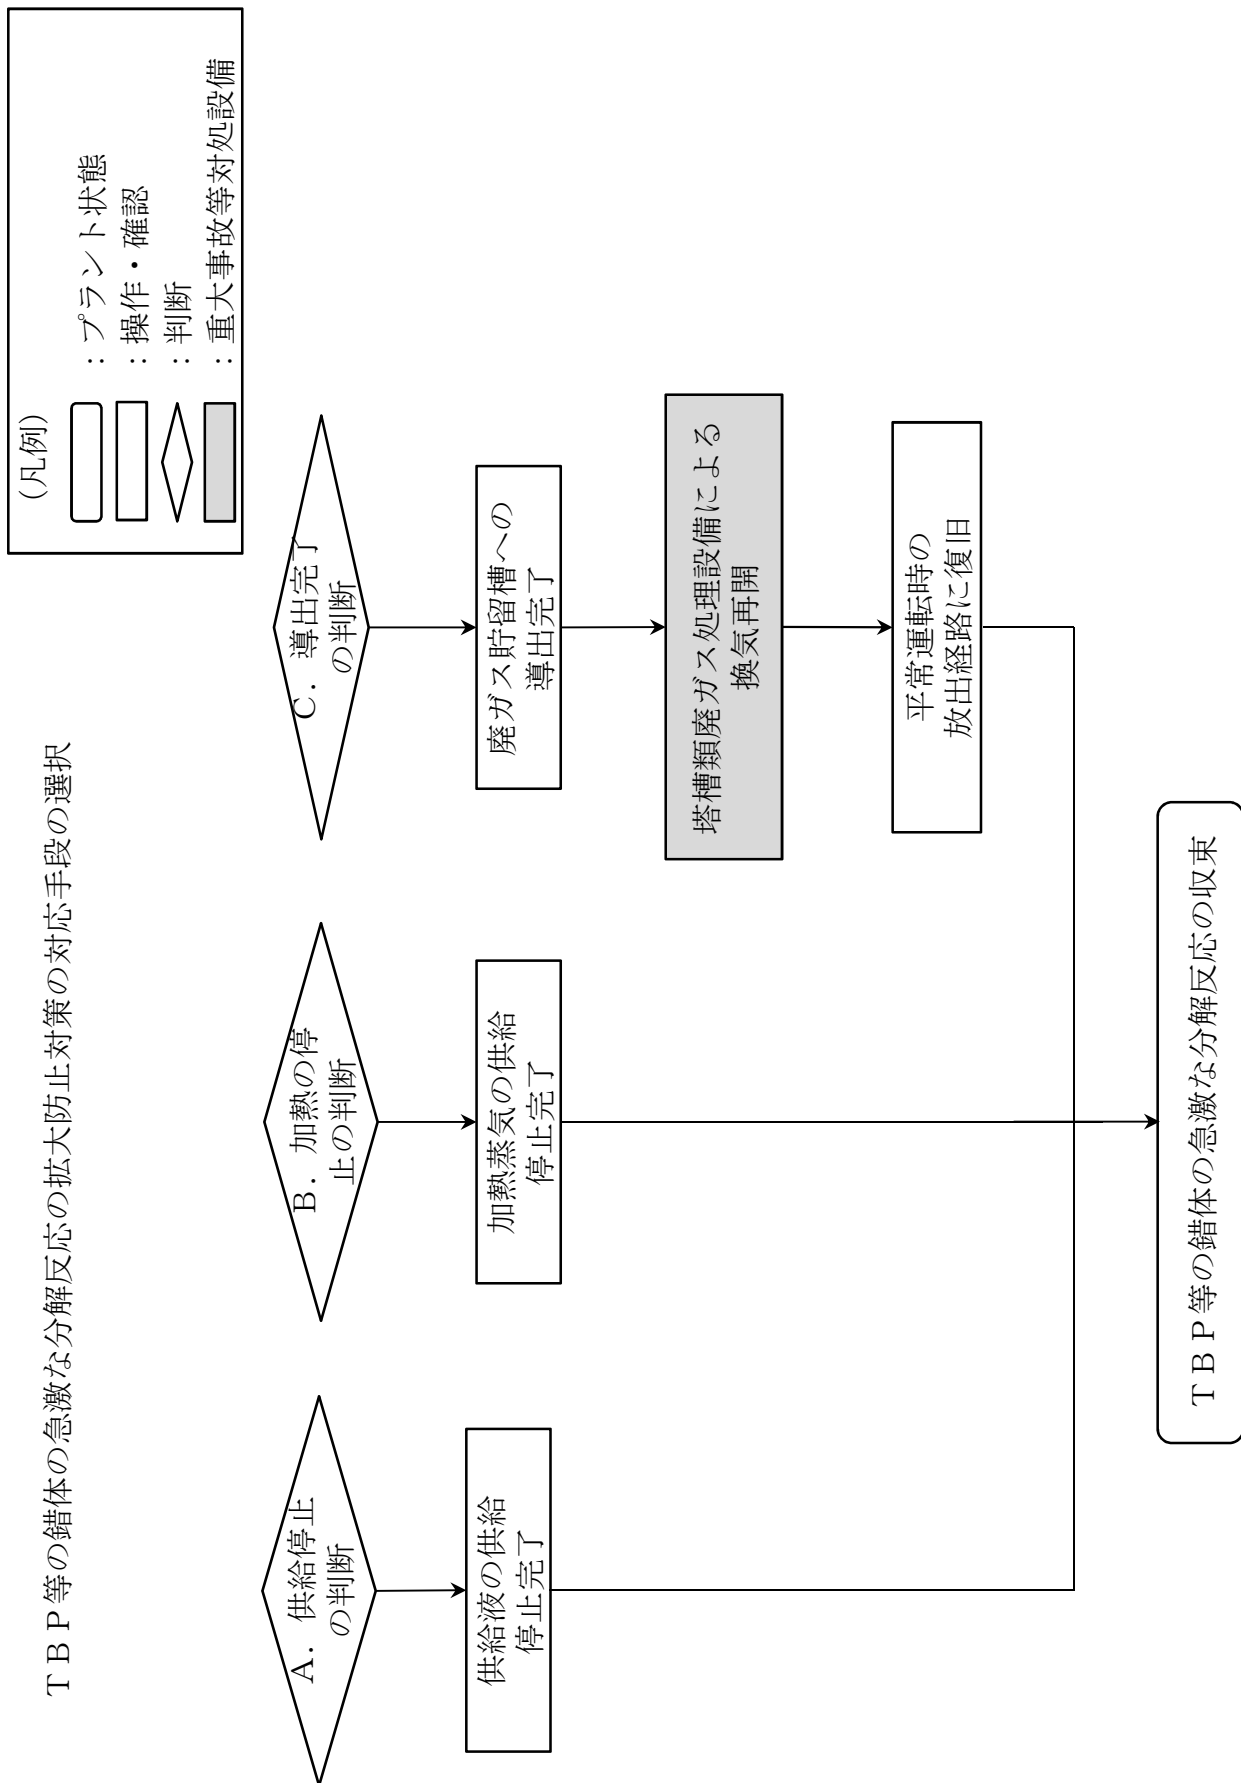 ＴＢＰ等の錯体の急激な分解反応の拡大防止対策の対応手段の選択
(凡例)
：プラント状態
：操作・確認
：判断
：重大事故等対処設備
Ａ．供給停止
の判断
供給液の供給
停止完了
Ｂ．加熱の停
止の判断
加熱蒸気の供給
停止完了
Ｃ．導出完了
の判断
廃ガス貯留槽への
導出完了
塔槽類廃ガス処理設備による
換気再開
平常運転時の
放出経路に復旧
ＴＢＰ等の錯体の急激な分解反応の収束